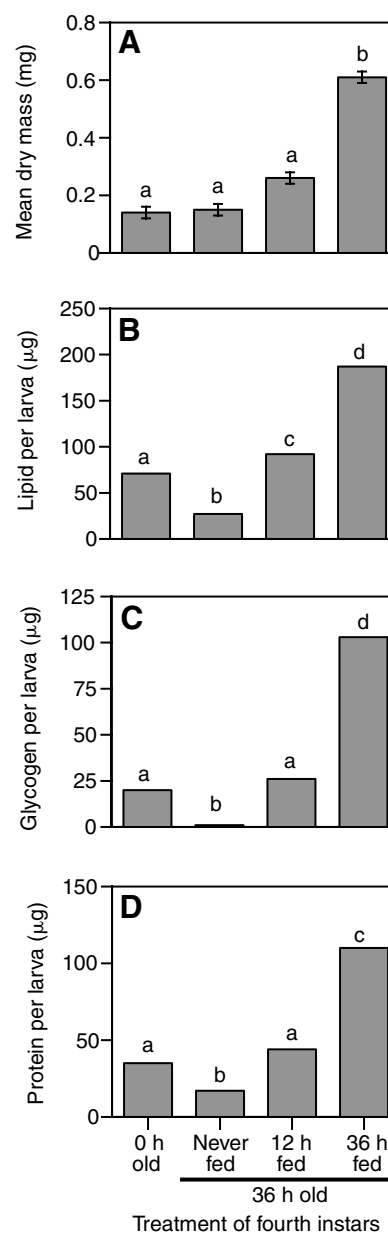 A
Mean dry mass (mg)
0.8
0.6
0.4
0.2
0
a
a
a
b
B
Lipid per larva (μg)
250
200
150
100
50
0
a
b
c
d
C
Glycogen per larva (μg)
125
100
75
50
25
0
a
b
a
d
D
Protein per larva (μg)
150
100
50
0
a
b
a
c
0 h old
Never fed
12 h fed
36 h fed
36 h old
Treatment of fourth instars